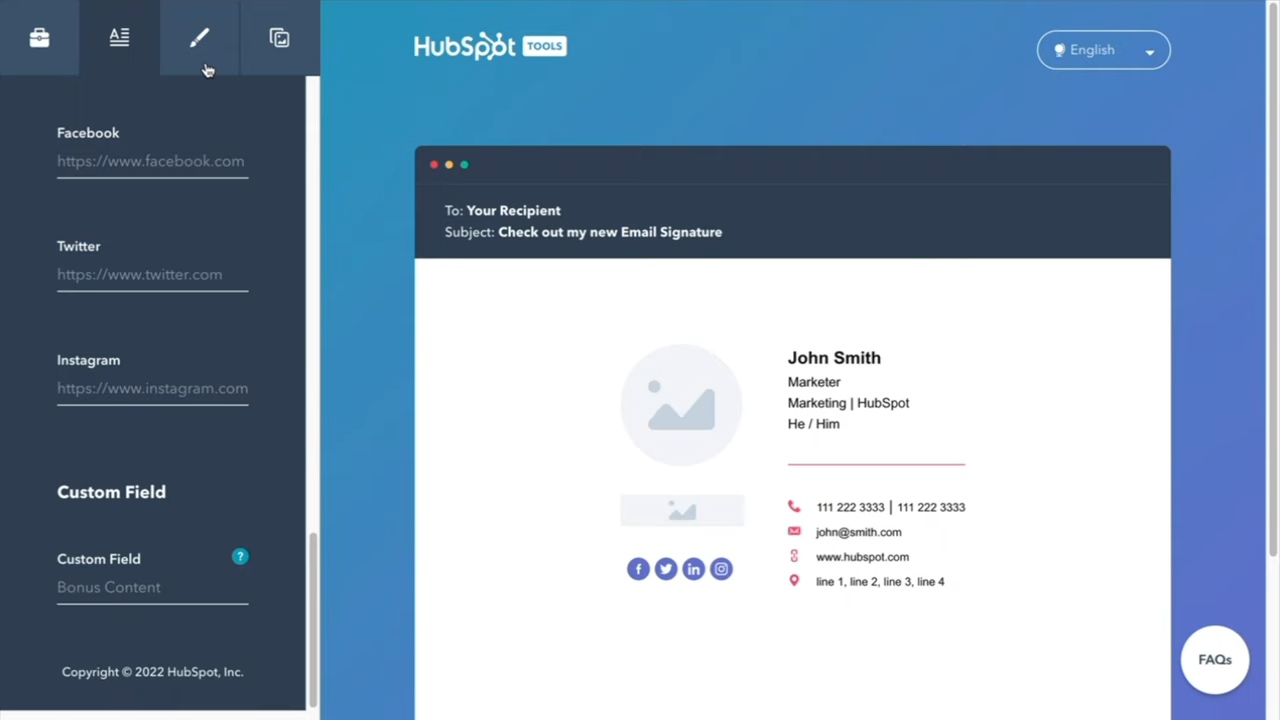 HubSpot TOOLS
English
Facebook
https://www.facebook.com
Twitter
https://www.twitter.com
Instagram
https://www.instagram.com
Custom Field
Custom Field ?
Bonus Content
Copyright © 2022 HubSpot, Inc.
To: Your Recipient
Subject: Check out my new Email Signature
John Smith
Marketer
Marketing | HubSpot
He / Him
111 222 3333 | 111 222 3333
john@smith.com
www.hubspot.com
line 1, line 2, line 3, line 4
FAQs